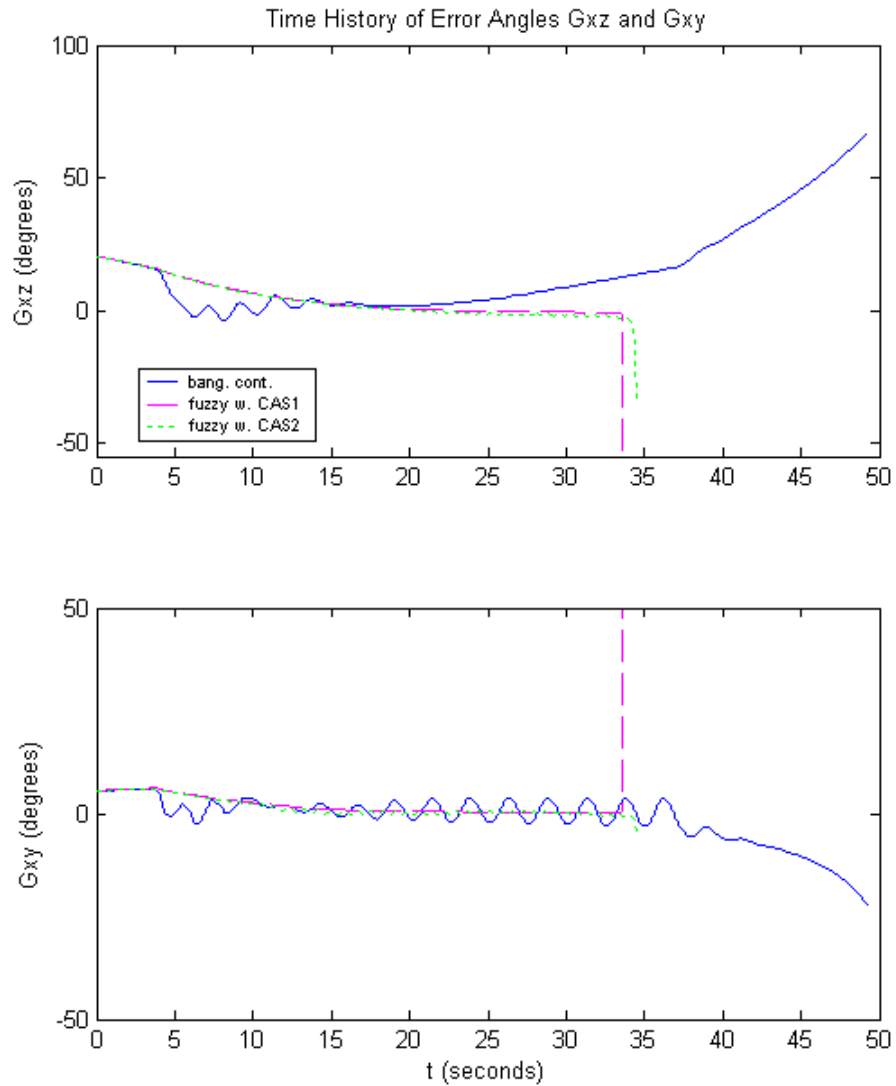 Time History of Error Angles Gxz and Gxy
100
50
0
-50
Gxz (degrees)
bang. cont.
fuzzy w. CAS1
fuzzy w. CAS2
0 5 10 15 20 25 30 35 40 45 50
50
0
-50
Gxy (degrees)
0 5 10 15 20 25 30 35 40 45 50
t (seconds)